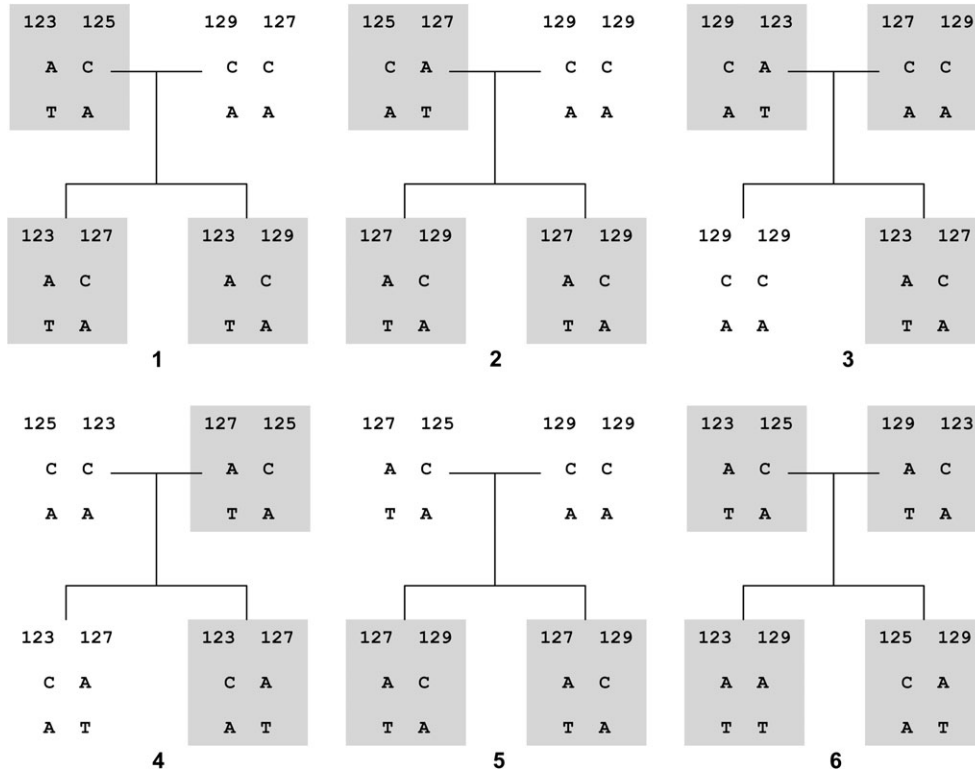 123 125 129 127 125 127 129 129 129 123 127 129
A C C C C A C C C A C C
T A A A A T A A A T A A
123 127 123 129 127 129 127 129 129 129 123 127
A C A C A C A C C C A C
T A T A T A T A A A T A
1 2 3
125 123 127 125 127 125 129 129 123 125 129 123
C C A C A C C C A C A C
A A T A T A A A T A T A
123 127 123 127 127 129 127 129 123 129 125 129
C A C A A C A C A A C A
A T A T T A T A T T A T
4 5 6